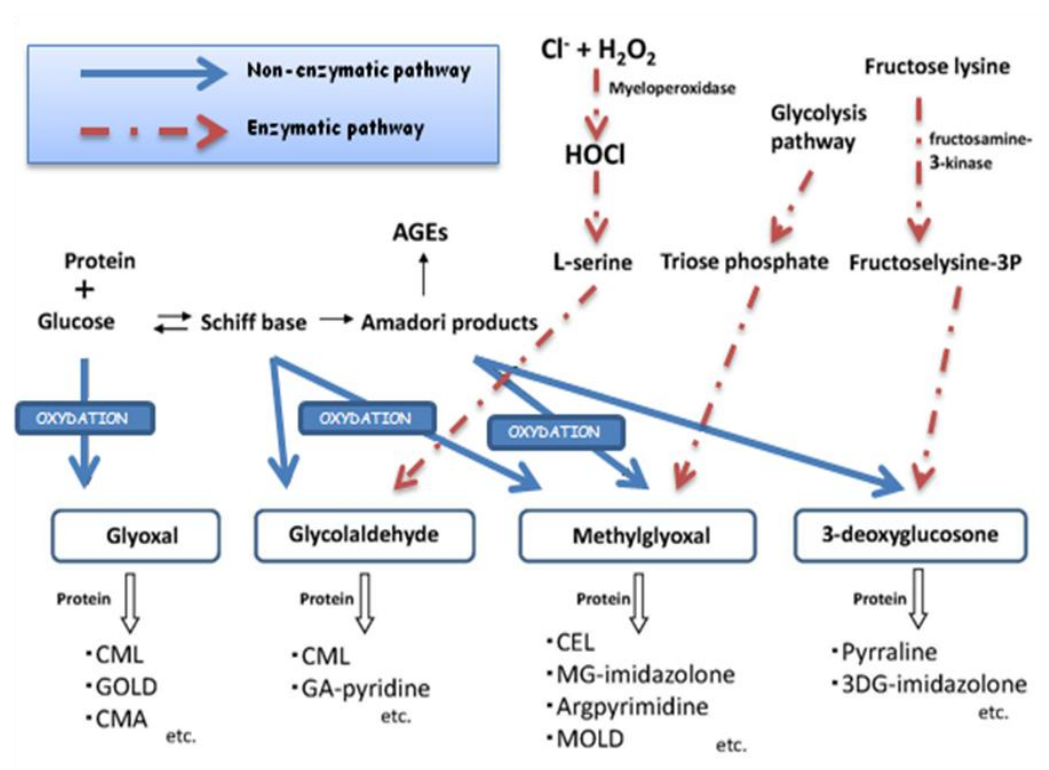 Non-enzymatic pathway
Enzymatic pathway
Cl⁻ + H₂O₂
Myeloperoxidase
HOCl
L-serine
Glycolysis
pathway
Triose phosphate
Fructose lysine
fructosamine-
3-kinase
Fructoselysine-3P
AGEs
Protein
+
Glucose
Schiff base
Amadori products
OXYDATION
OXYDATION
OXYDATION
Glyoxal
Glycolaldehyde
Methylglyoxal
3-deoxyglucosone
Protein
Protein
Protein
Protein
・CML
・GOLD
・CMA
etc.
・CML
・GA-pyridine
etc.
・CEL
・MG-imidazolone
・Argpyrimidine
・MOLD
etc.
・Pyrraline
・3DG-imidazolone
etc.